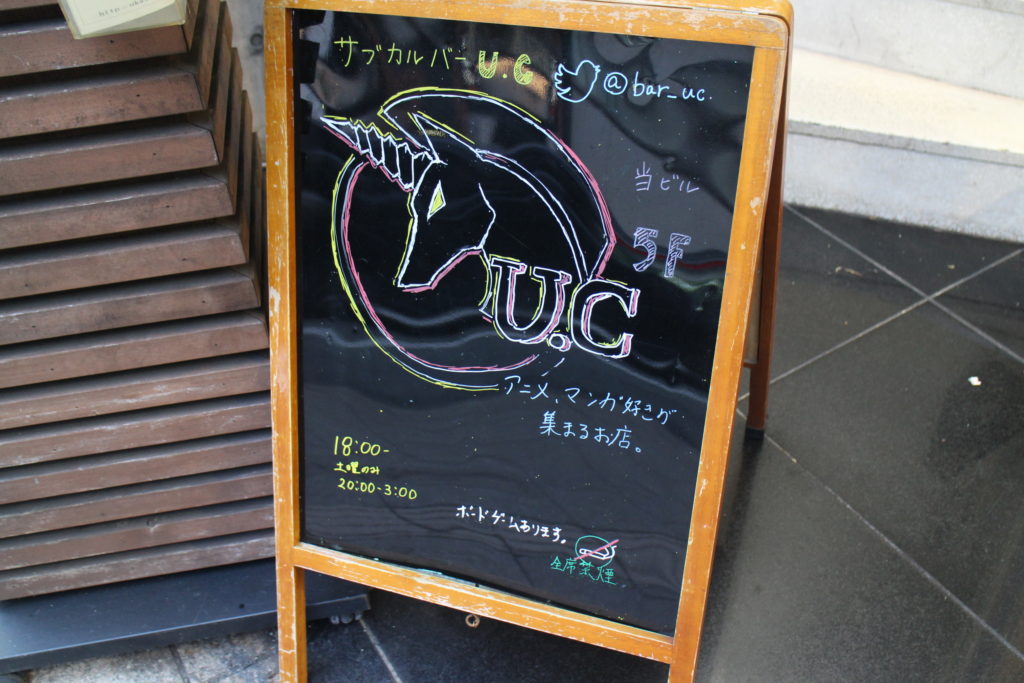 サブカルバー U.C
@bar_uc.
当ビル
5F
U.C
アニメ、マンガ好きが
集まるお店。
18:00-
土曜のみ
20:00-3:00
ボードゲームあります。
全席禁煙